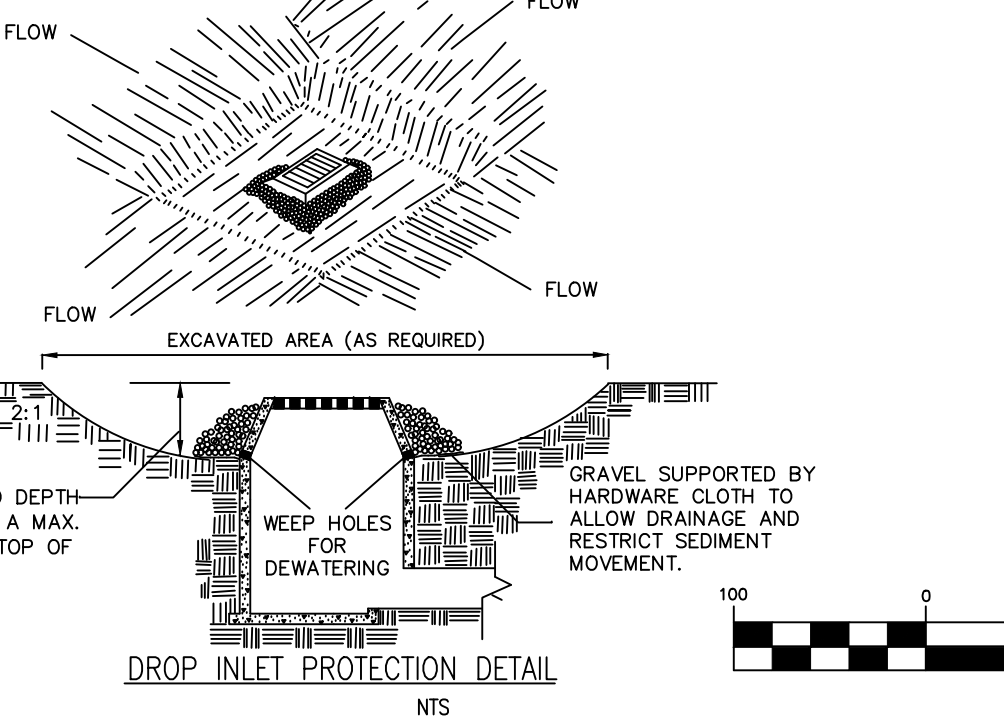 FLOW
FLOW
FLOW
FLOW
EXCAVATED AREA (AS REQUIRED)
2:1
DEPTH
A MAX.
TOP OF
WEEP HOLES
FOR
DEWATERING
GRAVEL SUPPORTED BY
HARDWARE CLOTH TO
ALLOW DRAINAGE AND
RESTRICT SEDIMENT
MOVEMENT.
100 0
DROP INLET PROTECTION DETAIL
NTS